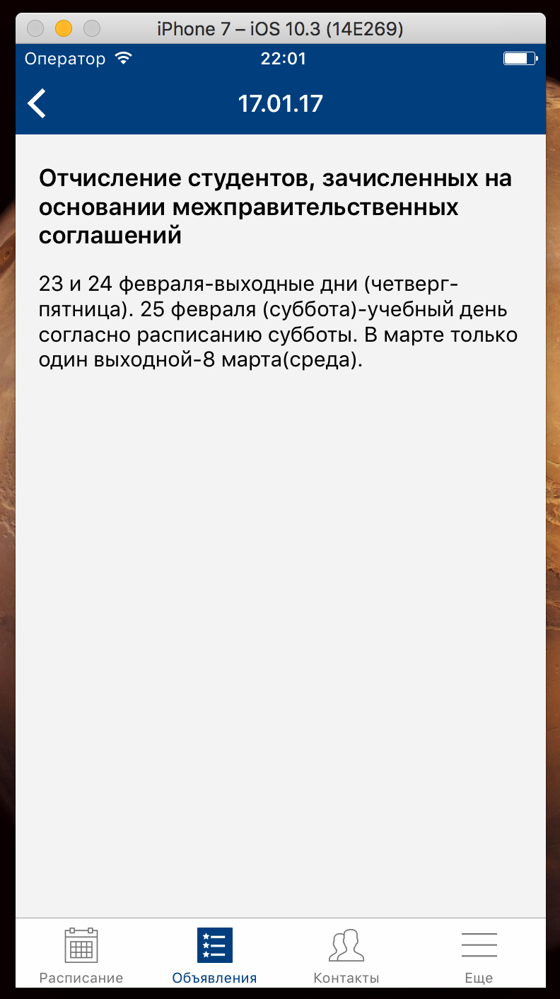 iPhone 7 – iOS 10.3 (14E269)
Оператор 22:01
17.01.17
Отчисление студентов, зачисленных на
основании межправительственных
соглашений
23 и 24 февраля-выходные дни (четверг-
пятница). 25 февраля (суббота)-учебный день
согласно расписанию субботы. В марте только
один выходной-8 марта(среда).
Расписание Объявления Контакты Еще